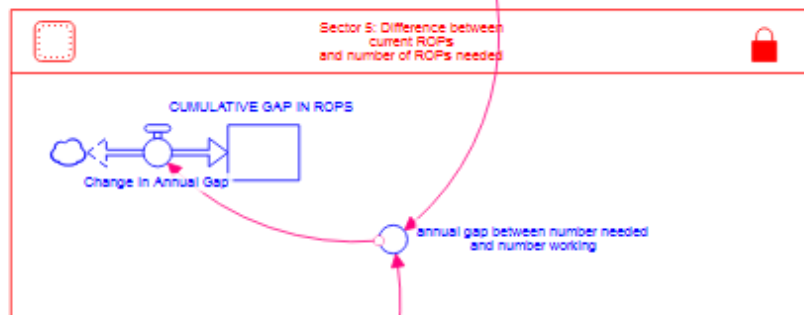 Sector 5: Difference between
current ROPs
and number of ROPs needed
CUMULATIVE GAP IN ROPS
Change in Annual Gap
annual gap between number needed
and number working